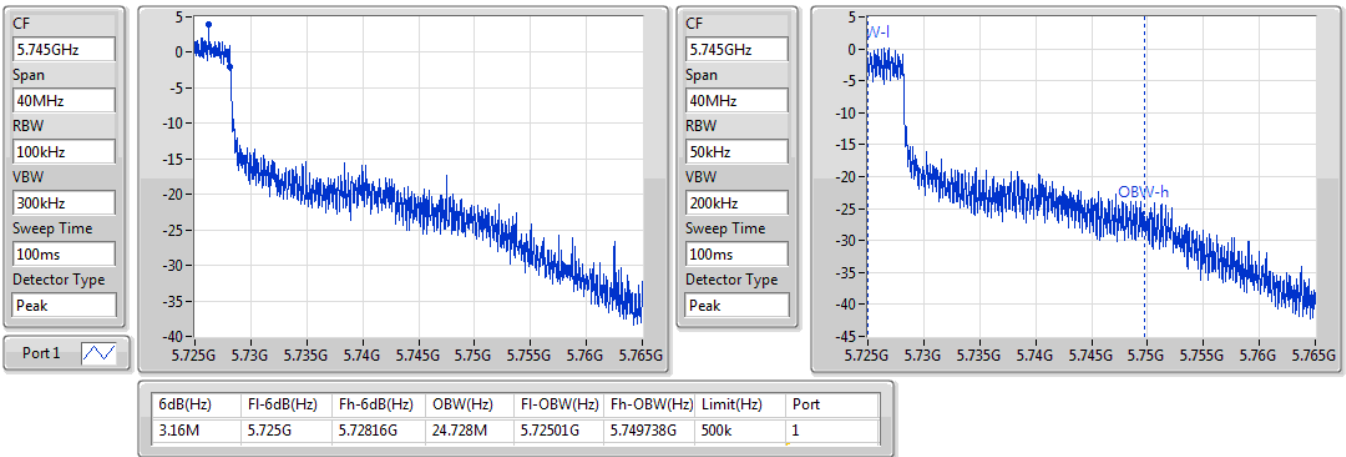 CF
5.745GHz
Span
40MHz
RBW
100kHz
VBW
300kHz
Sweep Time
100ms
Detector Type
Peak
Port 1
5
0
-5
-10
-15
-20
-25
-30
-35
-40
5.725G 5.73G 5.735G 5.74G 5.745G 5.75G 5.755G 5.76G 5.765G
CF
5.745GHz
Span
40MHz
RBW
50kHz
VBW
200kHz
Sweep Time
100ms
Detector Type
Peak
5
0
-5
-10
-15
-20
-25
-30
-35
-40
-45
W-l
OBW-h
5.725G 5.73G 5.735G 5.74G 5.745G 5.75G 5.755G 5.76G 5.765G
6dB(Hz) Fl-6dB(Hz) Fh-6dB(Hz) OBW(Hz) Fl-OBW(Hz) Fh-OBW(Hz) Limit(Hz) Port
3.16M 5.725G 5.72816G 24.728M 5.72501G 5.749738G 500k 1